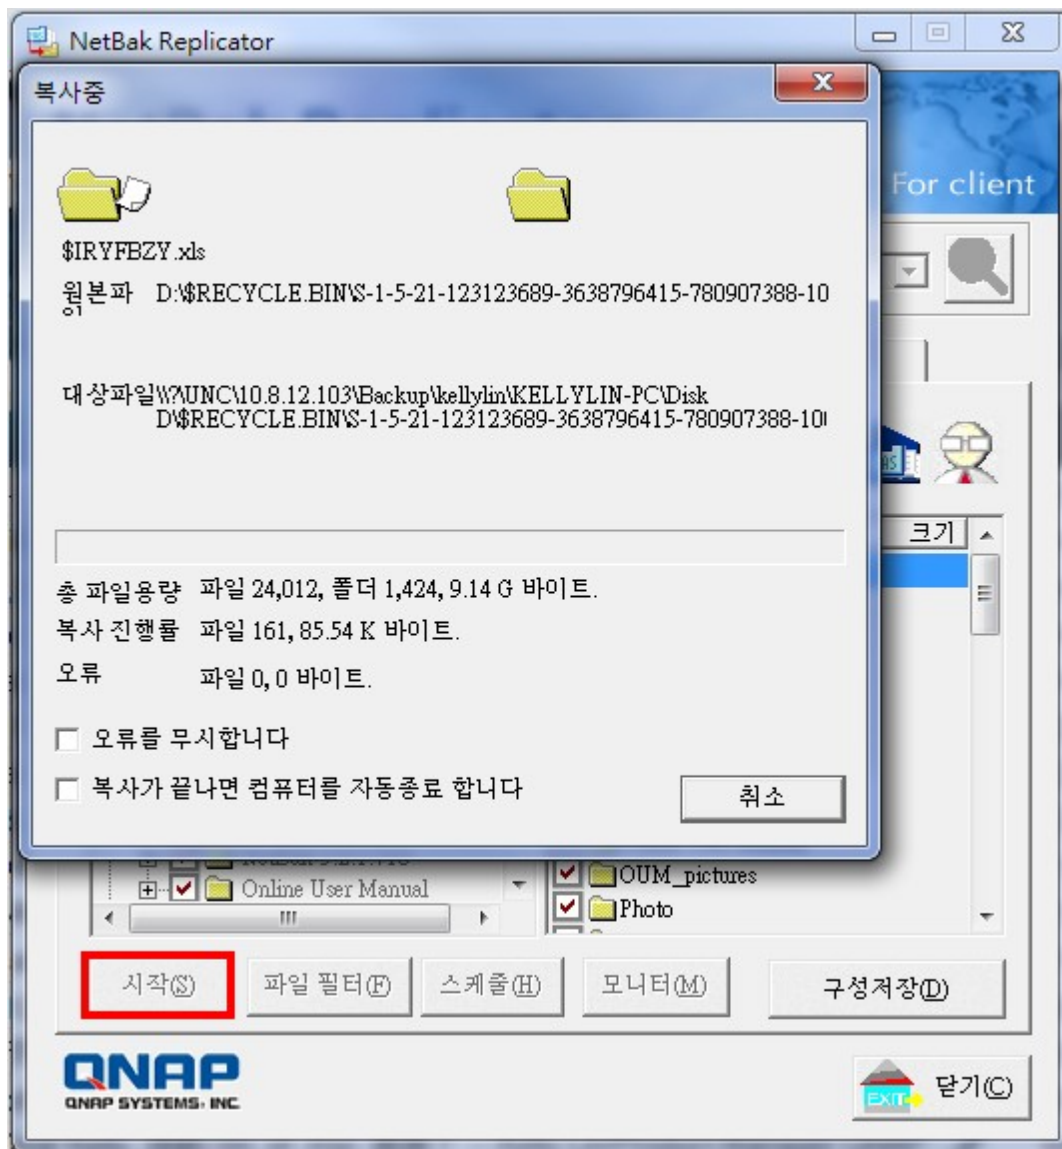 NetBak Replicator
복사중
For client
$IRYFBZY.xls
원본파일 D:\$RECYCLE.BIN\S-1-5-21-123123689-3638796415-780907388-10
대상파일 \\?\UNC\10.8.12.103\Backup\kellylin\KELLYLIN-PC\Disk
D\$RECYCLE.BIN\S-1-5-21-123123689-3638796415-780907388-10
크기
총 파일용량 파일 24,012, 폴더 1,424, 9.14 G 바이트.
복사 진행률 파일 161, 85.54 K 바이트.
오류 파일 0, 0 바이트.
오류를 무시합니다
복사가 끝나면 컴퓨터를 자동종료 합니다
취소
Online User Manual
OUM_pictures
Photo
시작(S)
파일 필터(F)
스케줄(H)
모니터(M)
구성저장(D)
QNAP
QNAP SYSTEMS, INC.
EXIT
닫기(C)